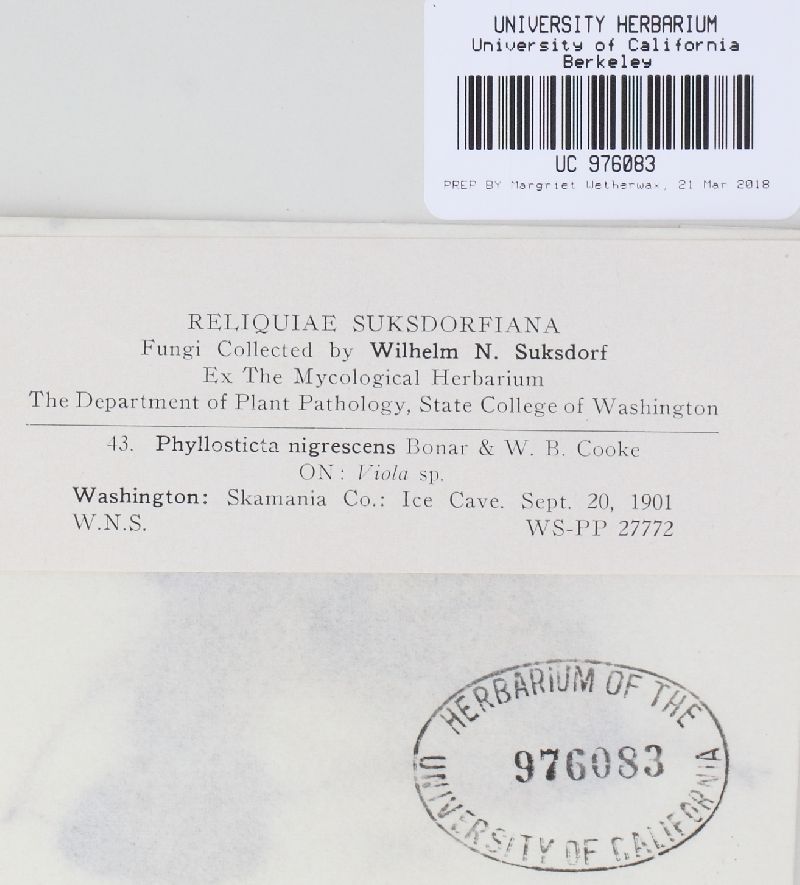 UNIVERSITY HERBARIUM
University of California
Berkeley
UC 976083
PREP BY Margriet Wetherwax, 21 Mar 2018
RELIQUIAE SUKSDORFIANA
Fungi Collected by Wilhelm N. Suksdorf
Ex The Mycological Herbarium
The Department of Plant Pathology, State College of Washington
43. Phyllosticta nigrescens Bonar & W. B. Cooke
ON: Viola sp.
Washington: Skamania Co.: Ice Cave. Sept. 20, 1901
W.N.S. WS-PP 27772
HERBARIUM OF THE
976083
UNIVERSITY OF CALIFORNIA